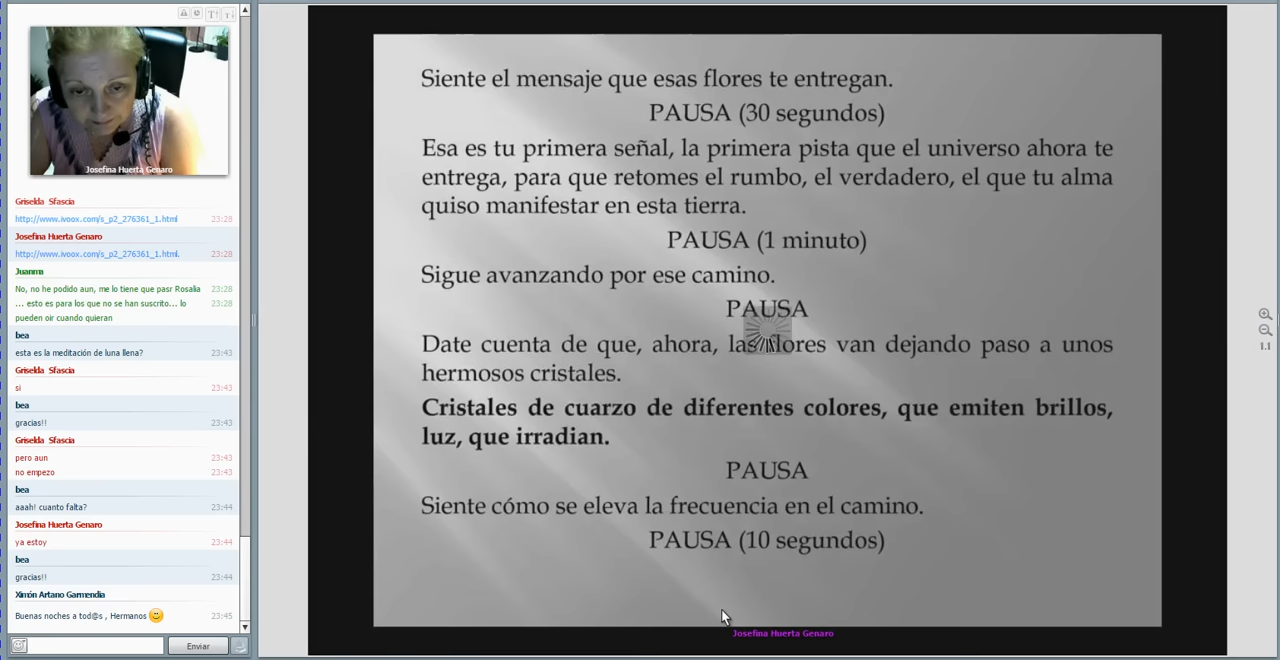 Josefina Huerta Genaro
Griselda Sfascia
http://www.ivoox.com/s_p2_276361_1.html 23:28
Josefina Huerta Genaro
http://www.ivoox.com/s_p2_276361_1.html. 23:28
Juanma
No, no he podido aun, me lo tiene que pasr Rosalia 23:28
... esto es para los que no se han suscrito... lo 23:28
pueden oir cuando quieran
bea
esta es la meditación de luna llena? 23:43
Griselda Sfascia
si 23:43
bea
gracias!! 23:43
Griselda Sfascia
pero aun 23:43
no empezo 23:43
bea
aaah! cuanto falta? 23:44
Josefina Huerta Genaro
ya estoy 23:44
bea
gracias!! 23:44
Ximón Artano Garmendia
Buenas noches a tod@s , Hermanos 23:45
Enviar
Siente el mensaje que esas flores te entregan.
PAUSA (30 segundos)
Esa es tu primera señal, la primera pista que el universo ahora te
entrega, para que retomes el rumbo, el verdadero, el que tu alma
quiso manifestar en esta tierra.
PAUSA (1 minuto)
Sigue avanzando por ese camino.
PAUSA
Date cuenta de que, ahora, las flores van dejando paso a unos
hermosos cristales.
Cristales de cuarzo de diferentes colores, que emiten brillos,
luz, que irradian.
PAUSA
Siente cómo se eleva la frecuencia en el camino.
PAUSA (10 segundos)
Josefina Huerta Genaro
1.1